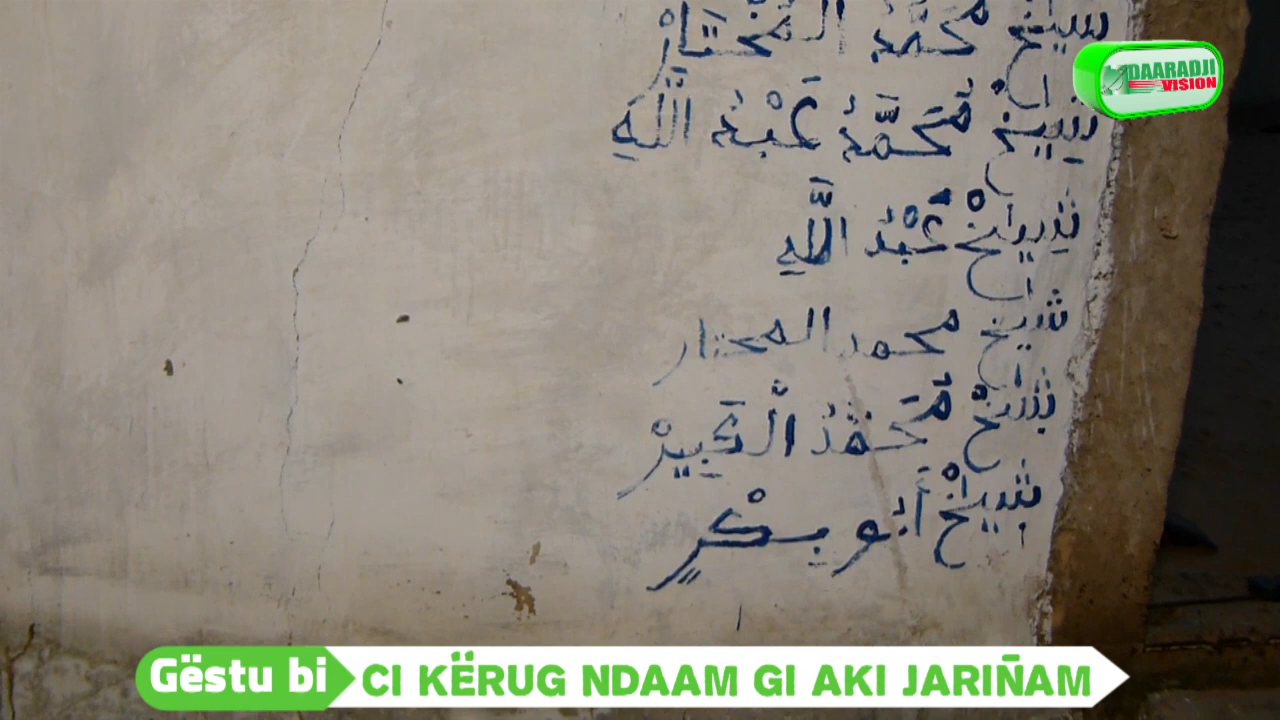 شيخ محمد المختار
شيخ محمد عبد الله
شيخ عبد الله
شيخ محمد المختار
شيخ محمد الكبير
شيخ أبو بكر
DAARADJI
VISION
Gëstu bi
CI KËRUG NDAAM GI AKI JARIÑAM